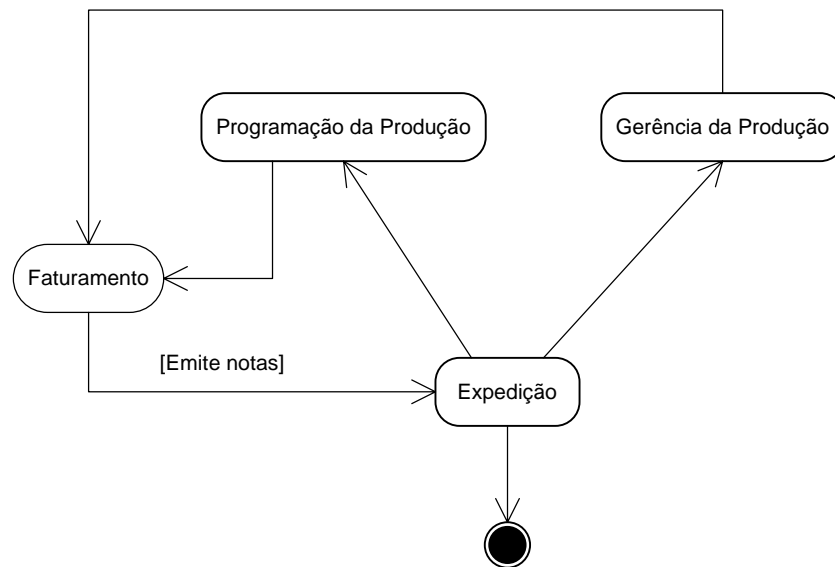 Programação da Produção
Gerência da Produção
Faturamento
[Emite notas]
Expedição